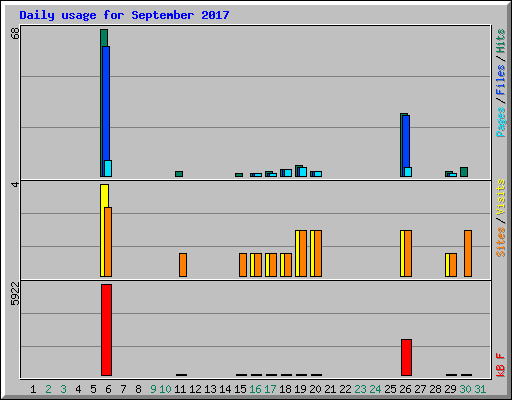 Daily usage for September 2017
68
Pages/Files/Hits
4
Sites/Visits
5922
kB F
1 2 3 4 5 6 7 8 9 10 11 12 13 14 15 16 17 18 19 20 21 22 23 24 25 26 27 28 29 30 31